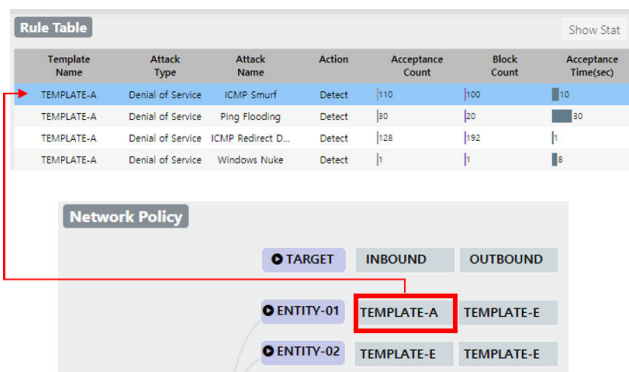 Rule Table
Show Stat
Template Name Attack Type Attack Name Action Acceptance Count Block Count Acceptance Time(sec)
TEMPLATE-A Denial of Service ICMP Smurf Detect 110 100 10
TEMPLATE-A Denial of Service Ping Flooding Detect 30 20 30
TEMPLATE-A Denial of Service ICMP Redirect D... Detect 128 192 1
TEMPLATE-A Denial of Service Windows Nuke Detect 1 1 8
Network Policy
TARGET INBOUND OUTBOUND
ENTITY-01 TEMPLATE-A TEMPLATE-E
ENTITY-02 TEMPLATE-E TEMPLATE-E